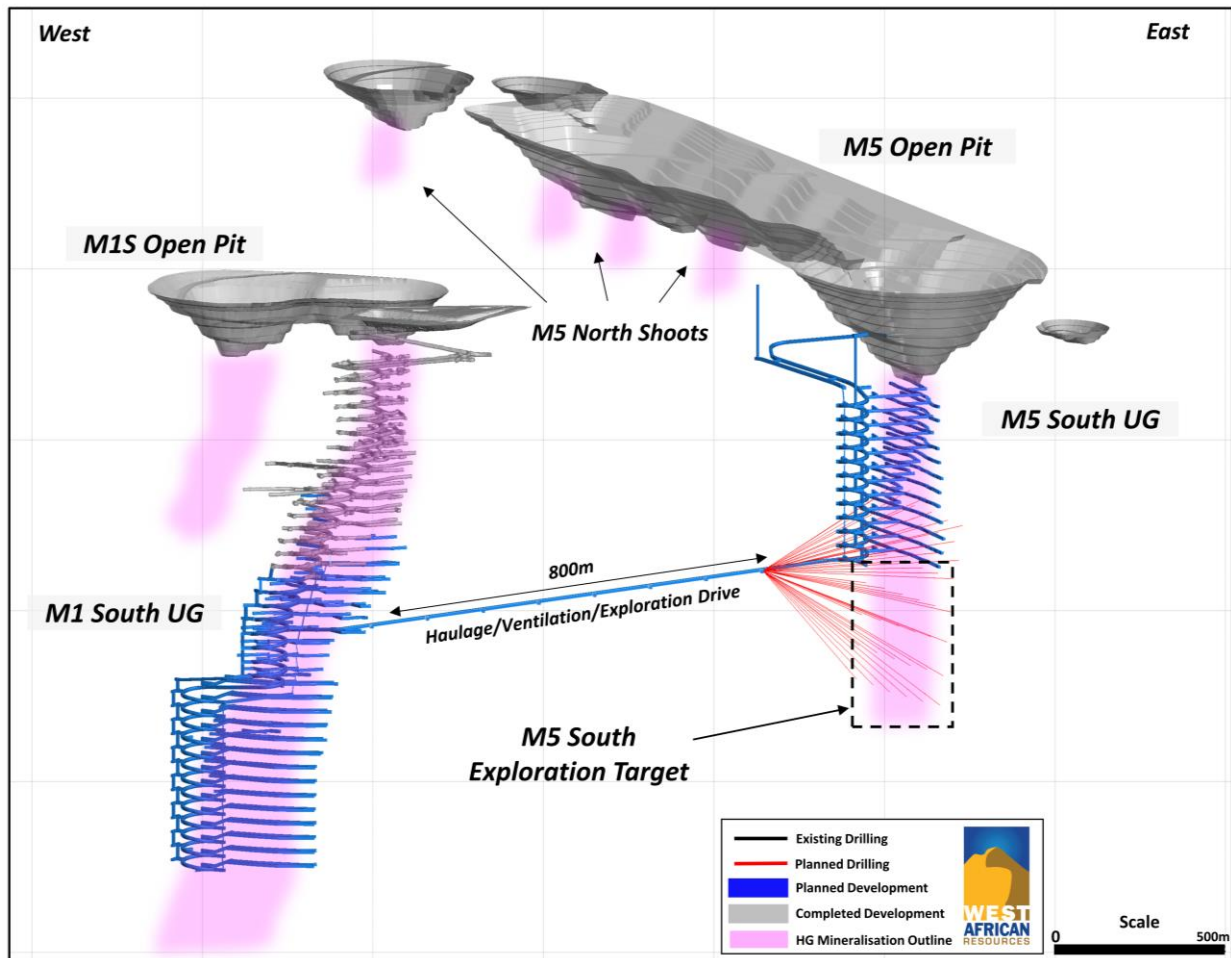 West
East
M5 Open Pit
M1S Open Pit
M5 North Shoots
M5 South UG
800m
Haulage/Ventilation/Exploration Drive
M1 South UG
M5 South
Exploration Target
Existing Drilling
Planned Drilling
Planned Development
Completed Development
HG Mineralisation Outline
WEST
AFRICAN
RESOURCES
Scale
0 500m